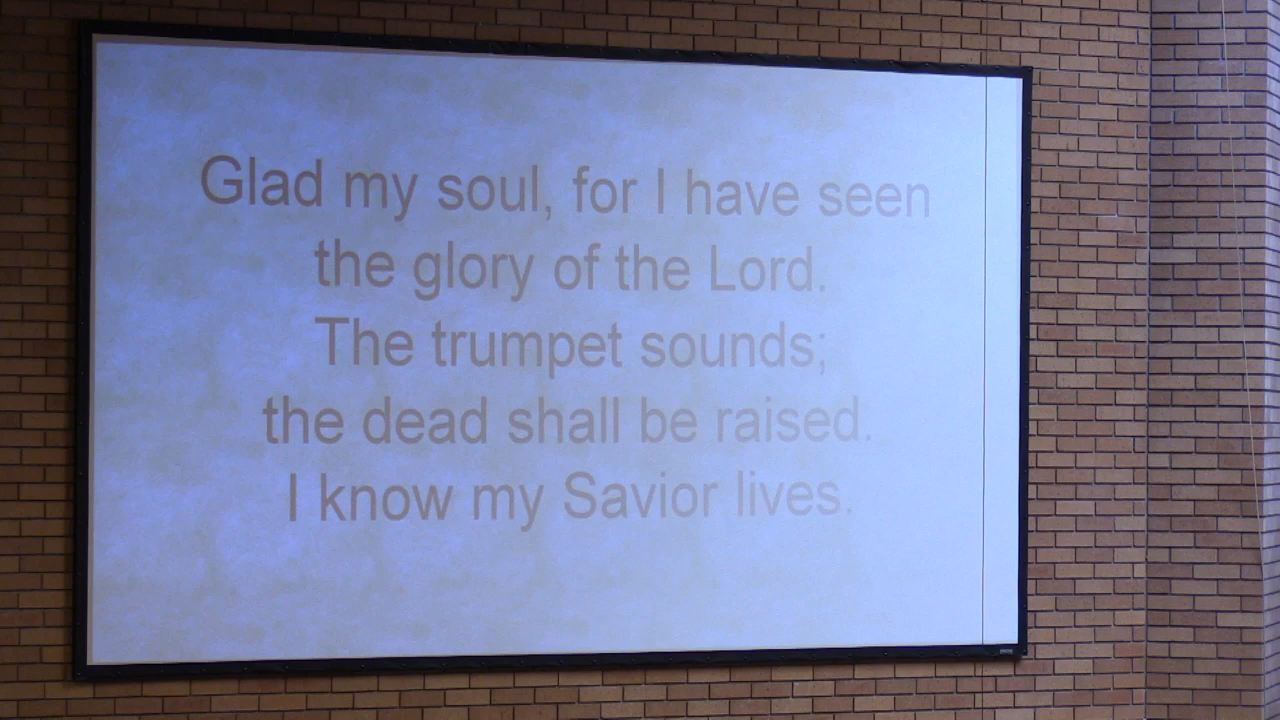 Glad my soul, for I have seen
the glory of the Lord.
The trumpet sounds;
the dead shall be raised.
I know my Savior lives.